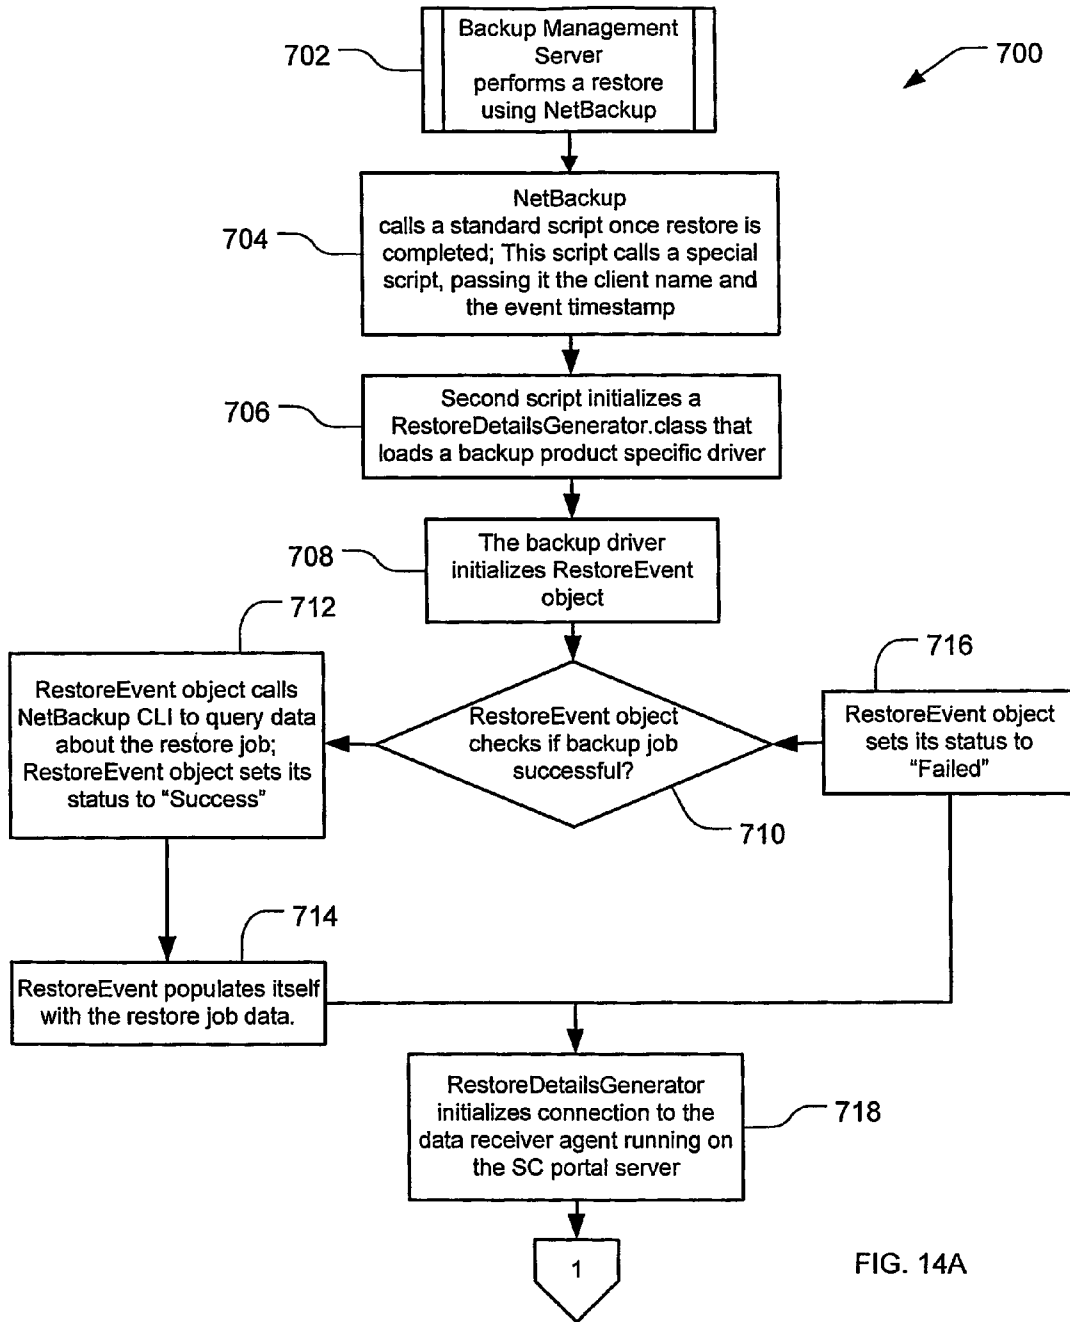 702
Backup Management
Server
performs a restore
using NetBackup
700
704
NetBackup
calls a standard script once restore is
completed; This script calls a special
script, passing it the client name and
the event timestamp
706
Second script initializes a
RestoreDetailsGenerator.class that
loads a backup product specific driver
708
The backup driver
initializes RestoreEvent
object
712
RestoreEvent object calls
NetBackup CLI to query data
about the restore job;
RestoreEvent object sets its
status to "Success"
RestoreEvent object
checks if backup job
successful?
710
716
RestoreEvent object
sets its status to
"Failed"
714
RestoreEvent populates itself
with the restore job data.
RestoreDetailsGenerator
initializes connection to the
data receiver agent running on
the SC portal server
718
1
FIG. 14A